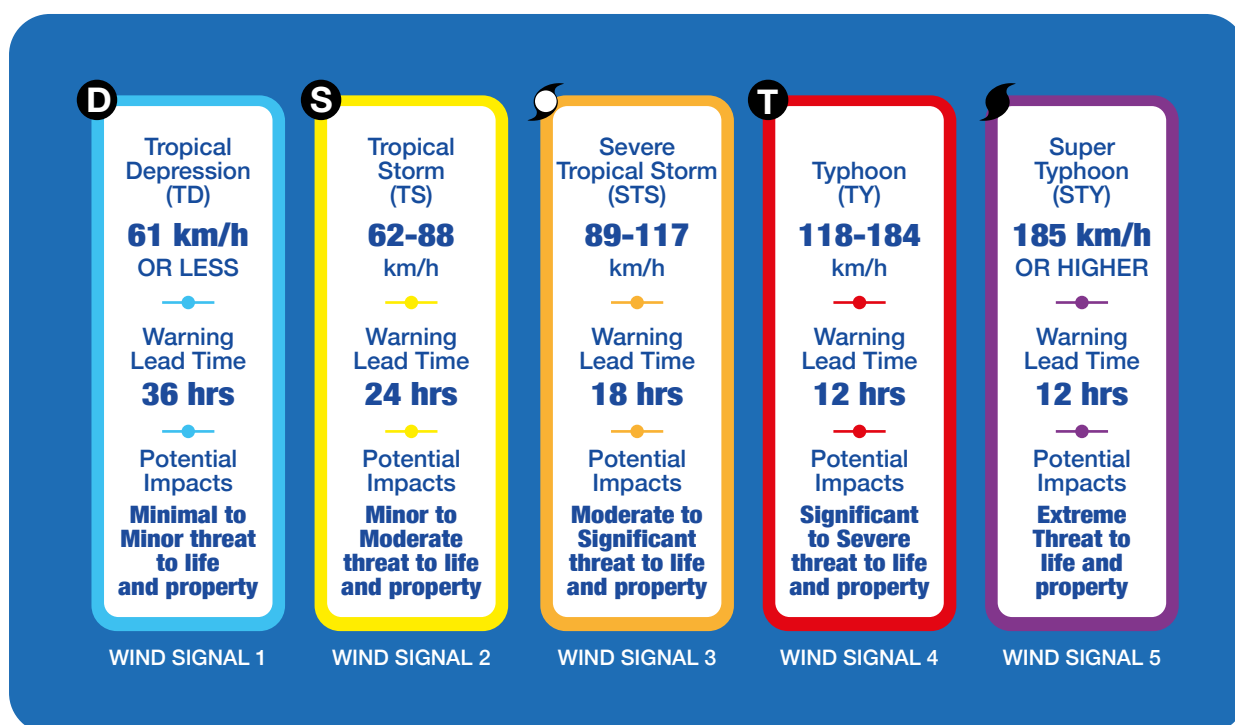 D
Tropical
Depression
(TD)
61 km/h
OR LESS
Warning
Lead Time
36 hrs
Potential
Impacts
Minimal to
Minor threat
to life
and property
WIND SIGNAL 1
S
Tropical
Storm
(TS)
62-88
km/h
Warning
Lead Time
24 hrs
Potential
Impacts
Minor to
Moderate
threat to life
and property
WIND SIGNAL 2
Severe
Tropical Storm
(STS)
89-117
km/h
Warning
Lead Time
18 hrs
Potential
Impacts
Moderate to
Significant
threat to life
and property
WIND SIGNAL 3
T
Typhoon
(TY)
118-184
km/h
Warning
Lead Time
12 hrs
Potential
Impacts
Significant
to Severe
threat to life
and property
WIND SIGNAL 4
Super
Typhoon
(STY)
185 km/h
OR HIGHER
Warning
Lead Time
12 hrs
Potential
Impacts
Extreme
Threat to
life and
property
WIND SIGNAL 5